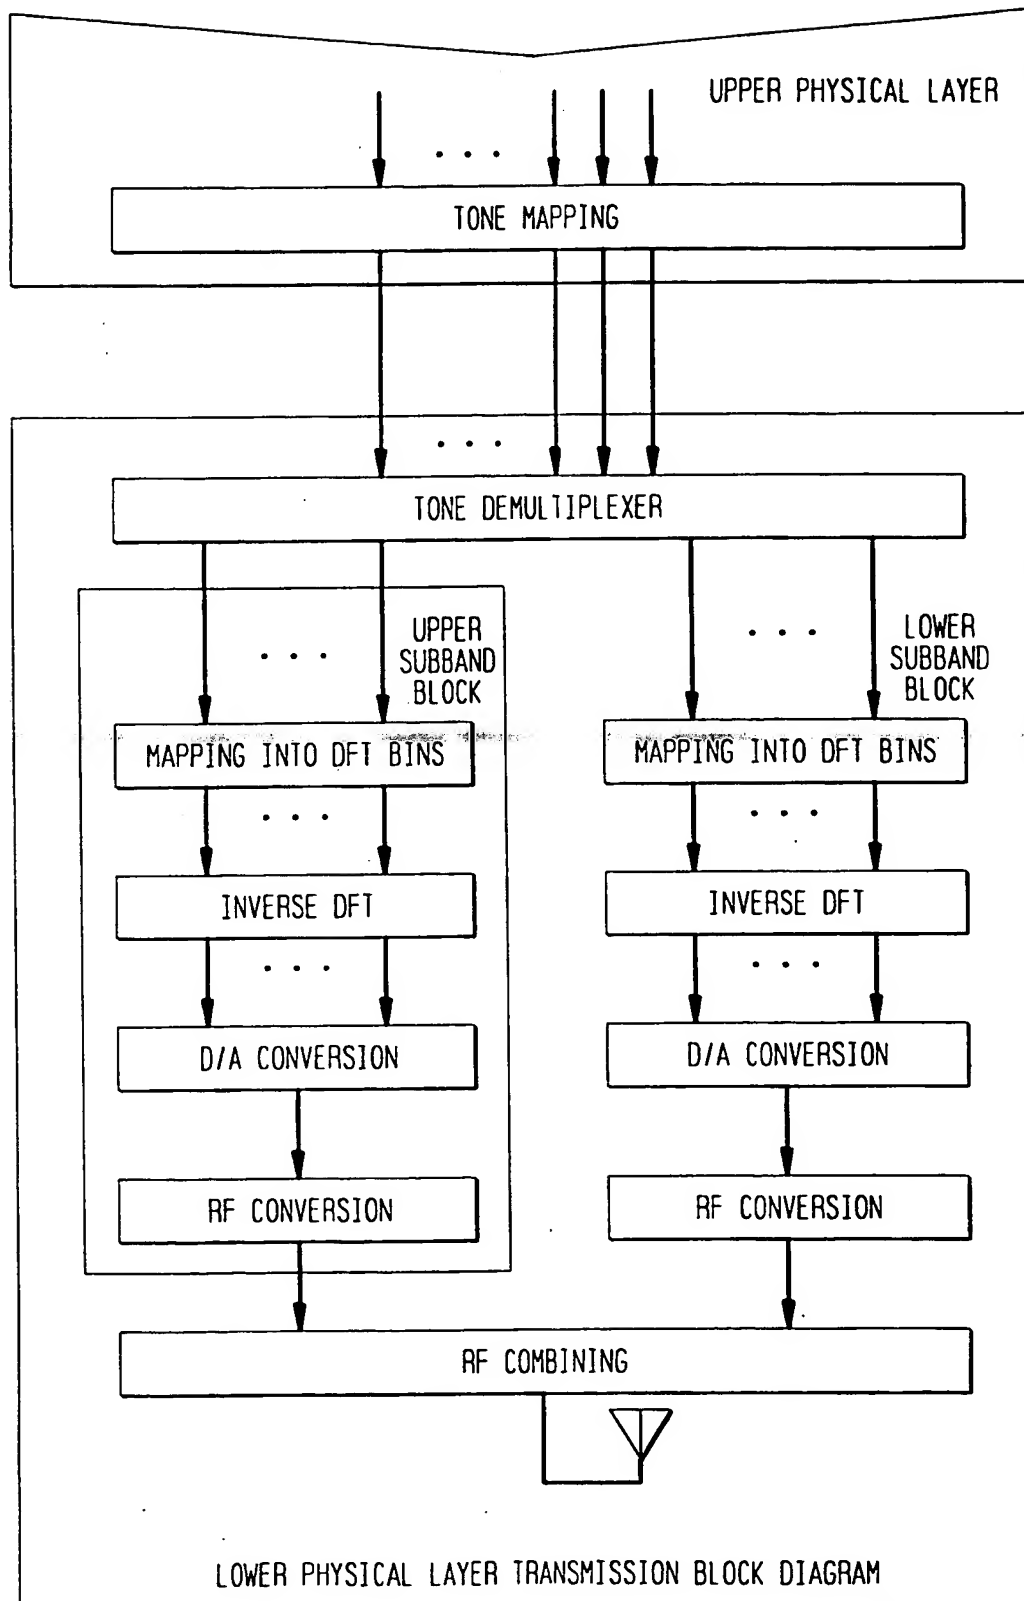 UPPER PHYSICAL LAYER
. . .
TONE MAPPING
. . .
TONE DEMULTIPLEXER
UPPER
SUBBAND
BLOCK
. . .
LOWER
SUBBAND
BLOCK
. . .
MAPPING INTO DFT BINS
MAPPING INTO DFT BINS
. . .
. . .
INVERSE DFT
INVERSE DFT
. . .
. . .
D/A CONVERSION
D/A CONVERSION
RF CONVERSION
RF CONVERSION
RF COMBINING
LOWER PHYSICAL LAYER TRANSMISSION BLOCK DIAGRAM